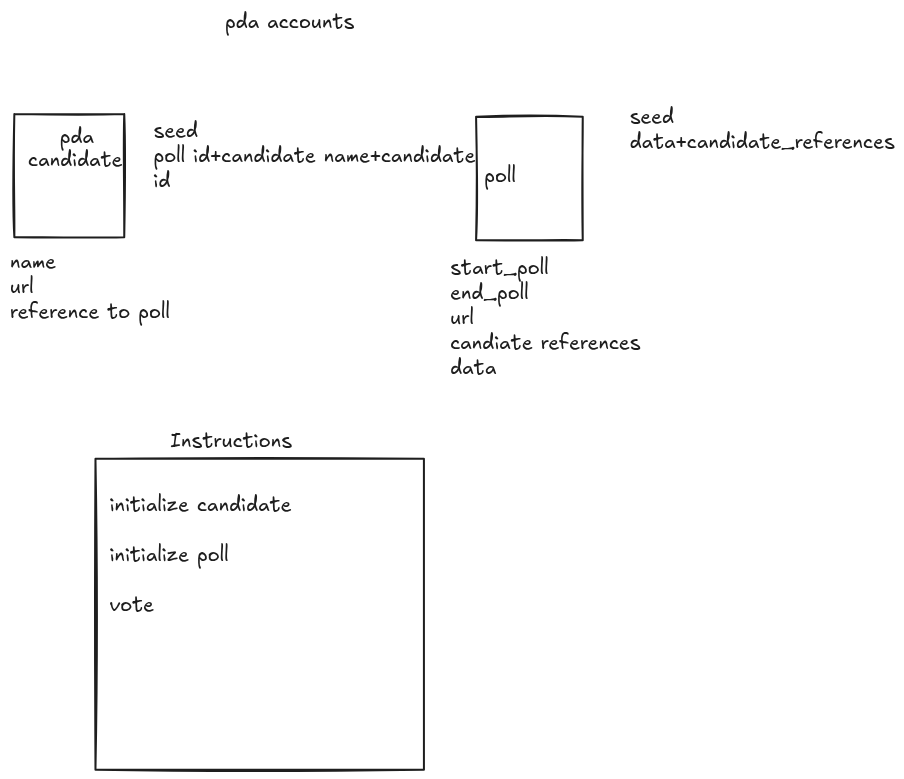 pda accounts
pda
candidate
seed
poll id+candidate name+candidate
id
name
url
reference to poll
poll
seed
data+candidate_references
start_poll
end_poll
url
candiate references
data
Instructions
initialize candidate
initialize poll
vote